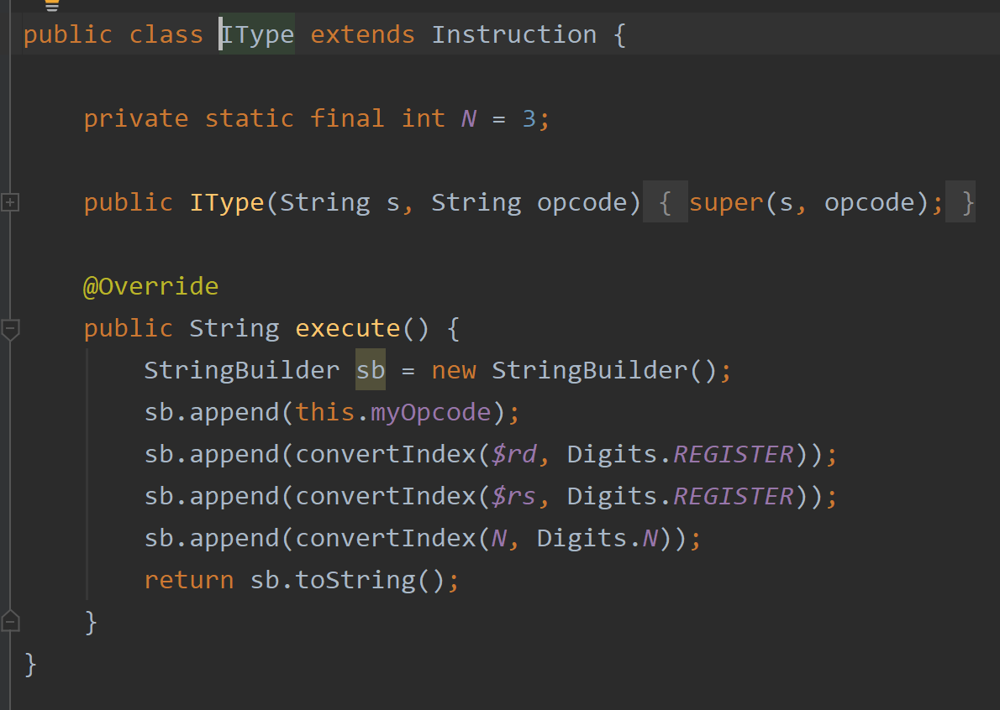 public class IType extends Instruction {
private static final int N = 3;
public IType(String s, String opcode) { super(s, opcode); }
@Override
public String execute() {
StringBuilder sb = new StringBuilder();
sb.append(this.myOpcode);
sb.append(convertIndex($rd, Digits.REGISTER));
sb.append(convertIndex($rs, Digits.REGISTER));
sb.append(convertIndex(N, Digits.N));
return sb.toString();
}
}